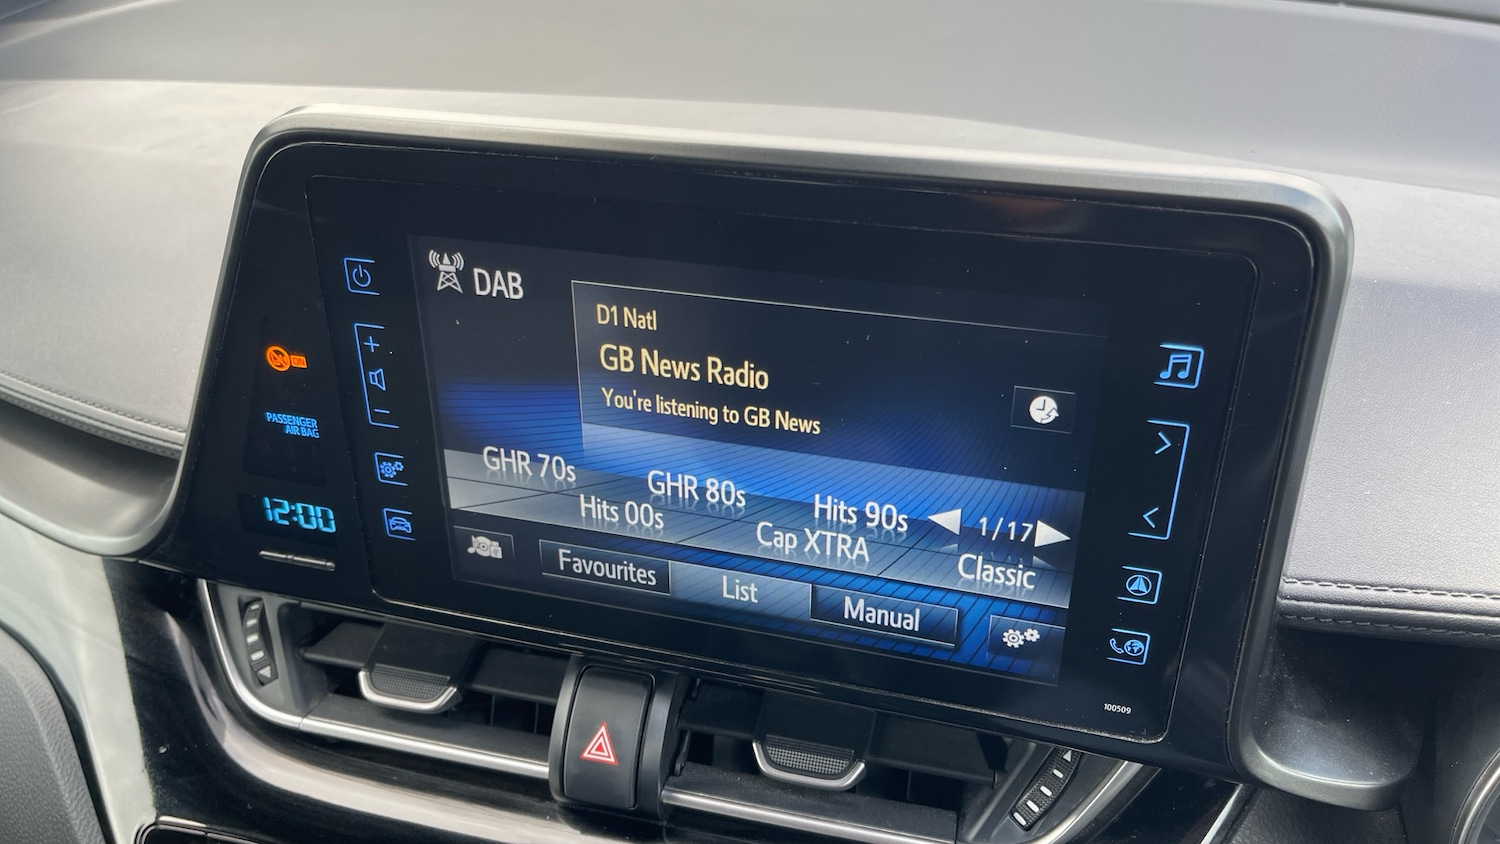 DAB
D1 Natl
GB News Radio
You're listening to GB News
GHR 70s
GHR 80s
Hits 90s
1/17
Hits 00s
Cap XTRA
Classic
Favourites
List
Manual
ON
PASSENGER
AIR BAG
12:00
100509